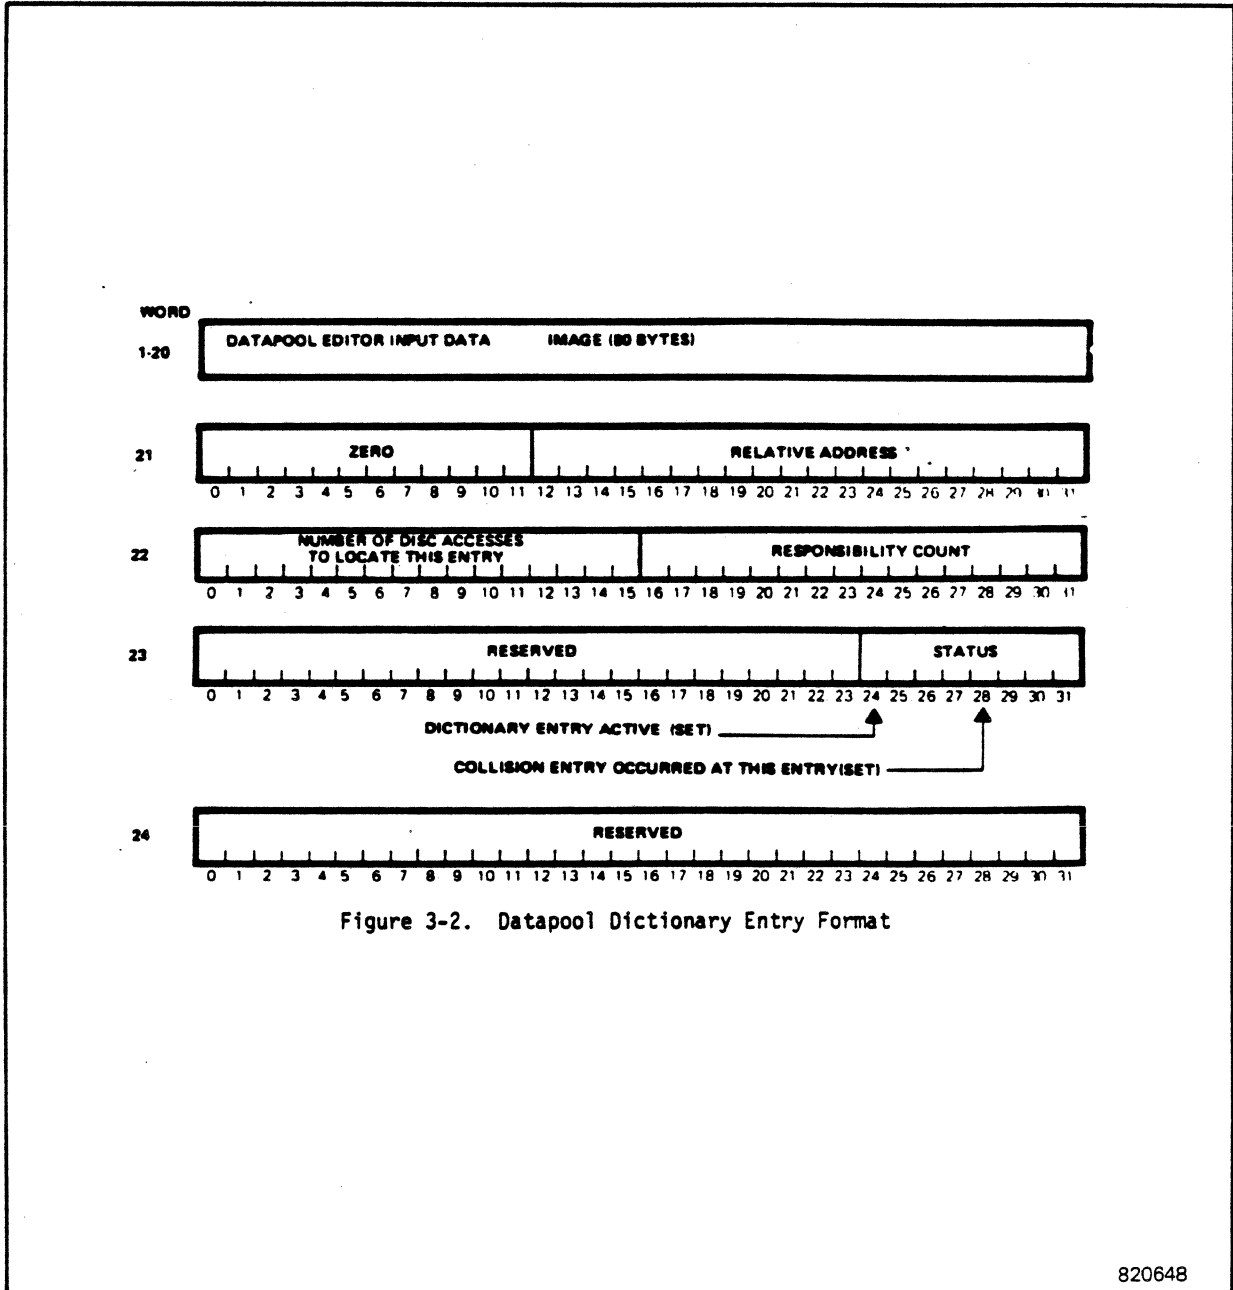 WORD
1-20 DATAPOOL EDITOR INPUT DATA IMAGE (80 BYTES)
21 ZERO RELATIVE ADDRESS
0 1 2 3 4 5 6 7 8 9 10 11 12 13 14 15 16 17 18 19 20 21 22 23 24 25 26 27 28 29 30 31
NUMBER OF DISC ACCESSES
22 TO LOCATE THIS ENTRY RESPONSIBILITY COUNT
0 1 2 3 4 5 6 7 8 9 10 11 12 13 14 15 16 17 18 19 20 21 22 23 24 25 26 27 28 29 30 31
23 RESERVED STATUS
0 1 2 3 4 5 6 7 8 9 10 11 12 13 14 15 16 17 18 19 20 21 22 23 24 25 26 27 28 29 30 31
DICTIONARY ENTRY ACTIVE (SET)
COLLISION ENTRY OCCURRED AT THIS ENTRY(SET)
24 RESERVED
0 1 2 3 4 5 6 7 8 9 10 11 12 13 14 15 16 17 18 19 20 21 22 23 24 25 26 27 28 29 30 31
Figure 3-2. Datapool Dictionary Entry Format
820648